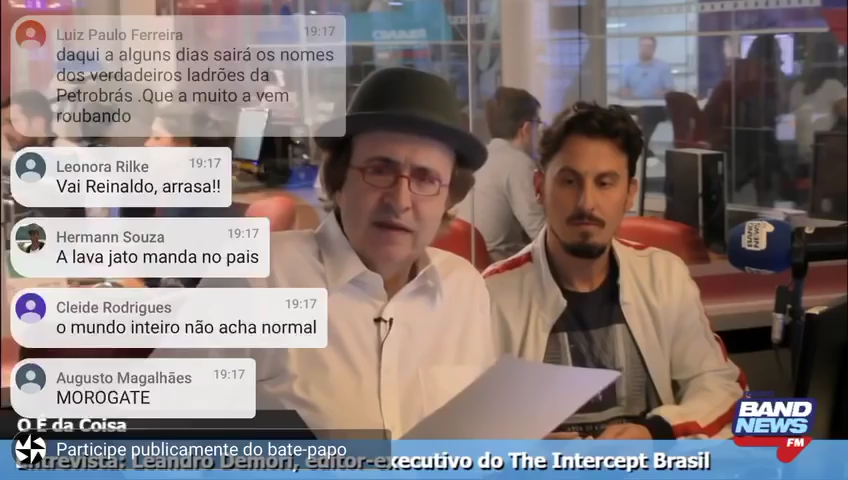 Luiz Paulo Ferreira 19:17
daqui a alguns dias sairá os nomes
dos verdadeiros ladrões da
Petrobrás .Que a muito a vem
roubando
Leonora Rilke 19:17
Vai Reinaldo, arrasa!!
Hermann Souza 19:17
A lava jato manda no pais
Cleide Rodrigues 19:17
o mundo inteiro não acha normal
Augusto Magalhães 19:17
MOROGATE
O É da Coisa
Participe publicamente do bate-papo
Entrevista: Leandro Demori, editor-executivo do The Intercept Brasil
BAND
NEWS
BAND
NEWS
FM